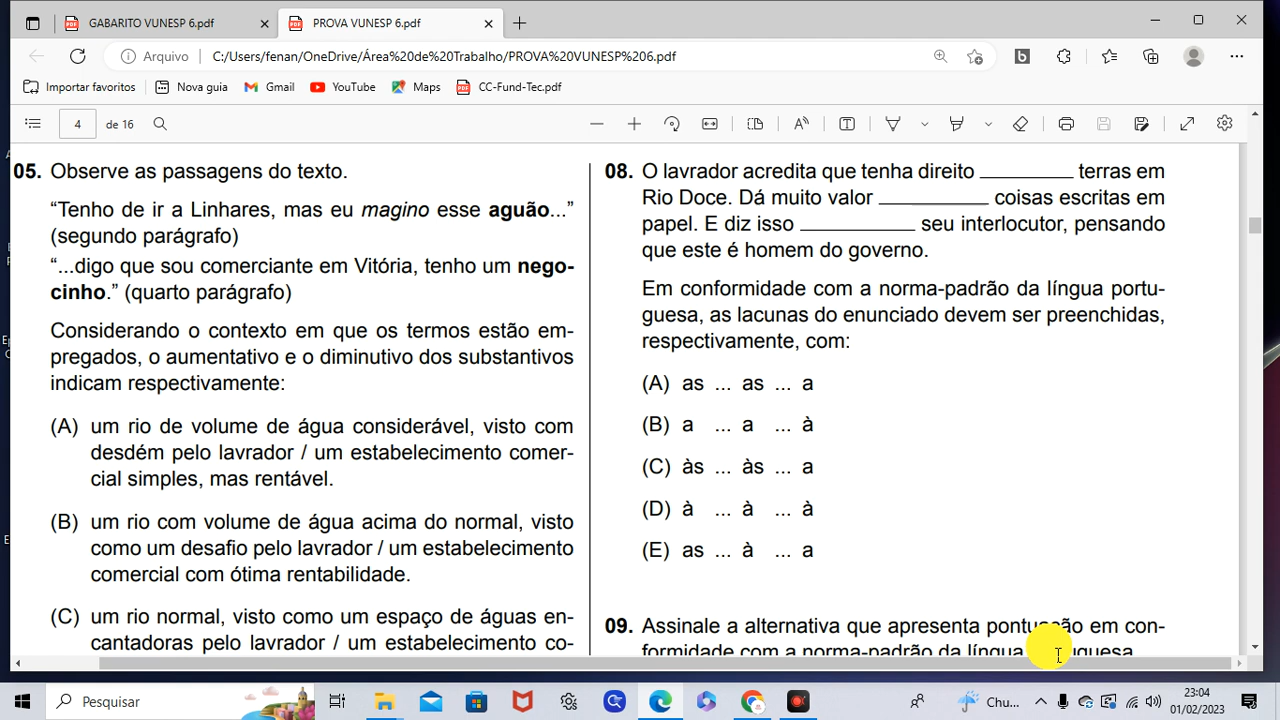 GABARITO VUNESP 6.pdf
PROVA VUNESP 6.pdf
Arquivo
C:/Users/fenan/OneDrive/Área%20de%20Trabalho/PROVA%20VUNESP%206.pdf
Importar favoritos
Nova guia
Gmail
YouTube
Maps
CC-Fund-Tec.pdf
4 de 16
05. Observe as passagens do texto.
“Tenho de ir a Linhares, mas eu magino esse aguão...”
(segundo parágrafo)
“...digo que sou comerciante em Vitória, tenho um nego-
cinho.” (quarto parágrafo)
Considerando o contexto em que os termos estão em-
pregados, o aumentativo e o diminutivo dos substantivos
indicam respectivamente:
(A) um rio de volume de água considerável, visto com
desdém pelo lavrador / um estabelecimento comer-
cial simples, mas rentável.
(B) um rio com volume de água acima do normal, visto
como um desafio pelo lavrador / um estabelecimento
comercial com ótima rentabilidade.
(C) um rio normal, visto como um espaço de águas en-
cantadoras pelo lavrador / um estabelecimento co-
08. O lavrador acredita que tenha direito __________ terras em
Rio Doce. Dá muito valor __________ coisas escritas em
papel. E diz isso __________ seu interlocutor, pensando
que este é homem do governo.
Em conformidade com a norma-padrão da língua portu-
guesa, as lacunas do enunciado devem ser preenchidas,
respectivamente, com:
(A) as ... as ... a
(B) a ... a ... à
(C) às ... às ... a
(D) à ... à ... à
(E) as ... à ... a
09. Assinale a alternativa que apresenta pontuação em con-
formidade com a norma-padrão da língua portuguesa.
Pesquisar
Chu...
23:04
01/02/2023